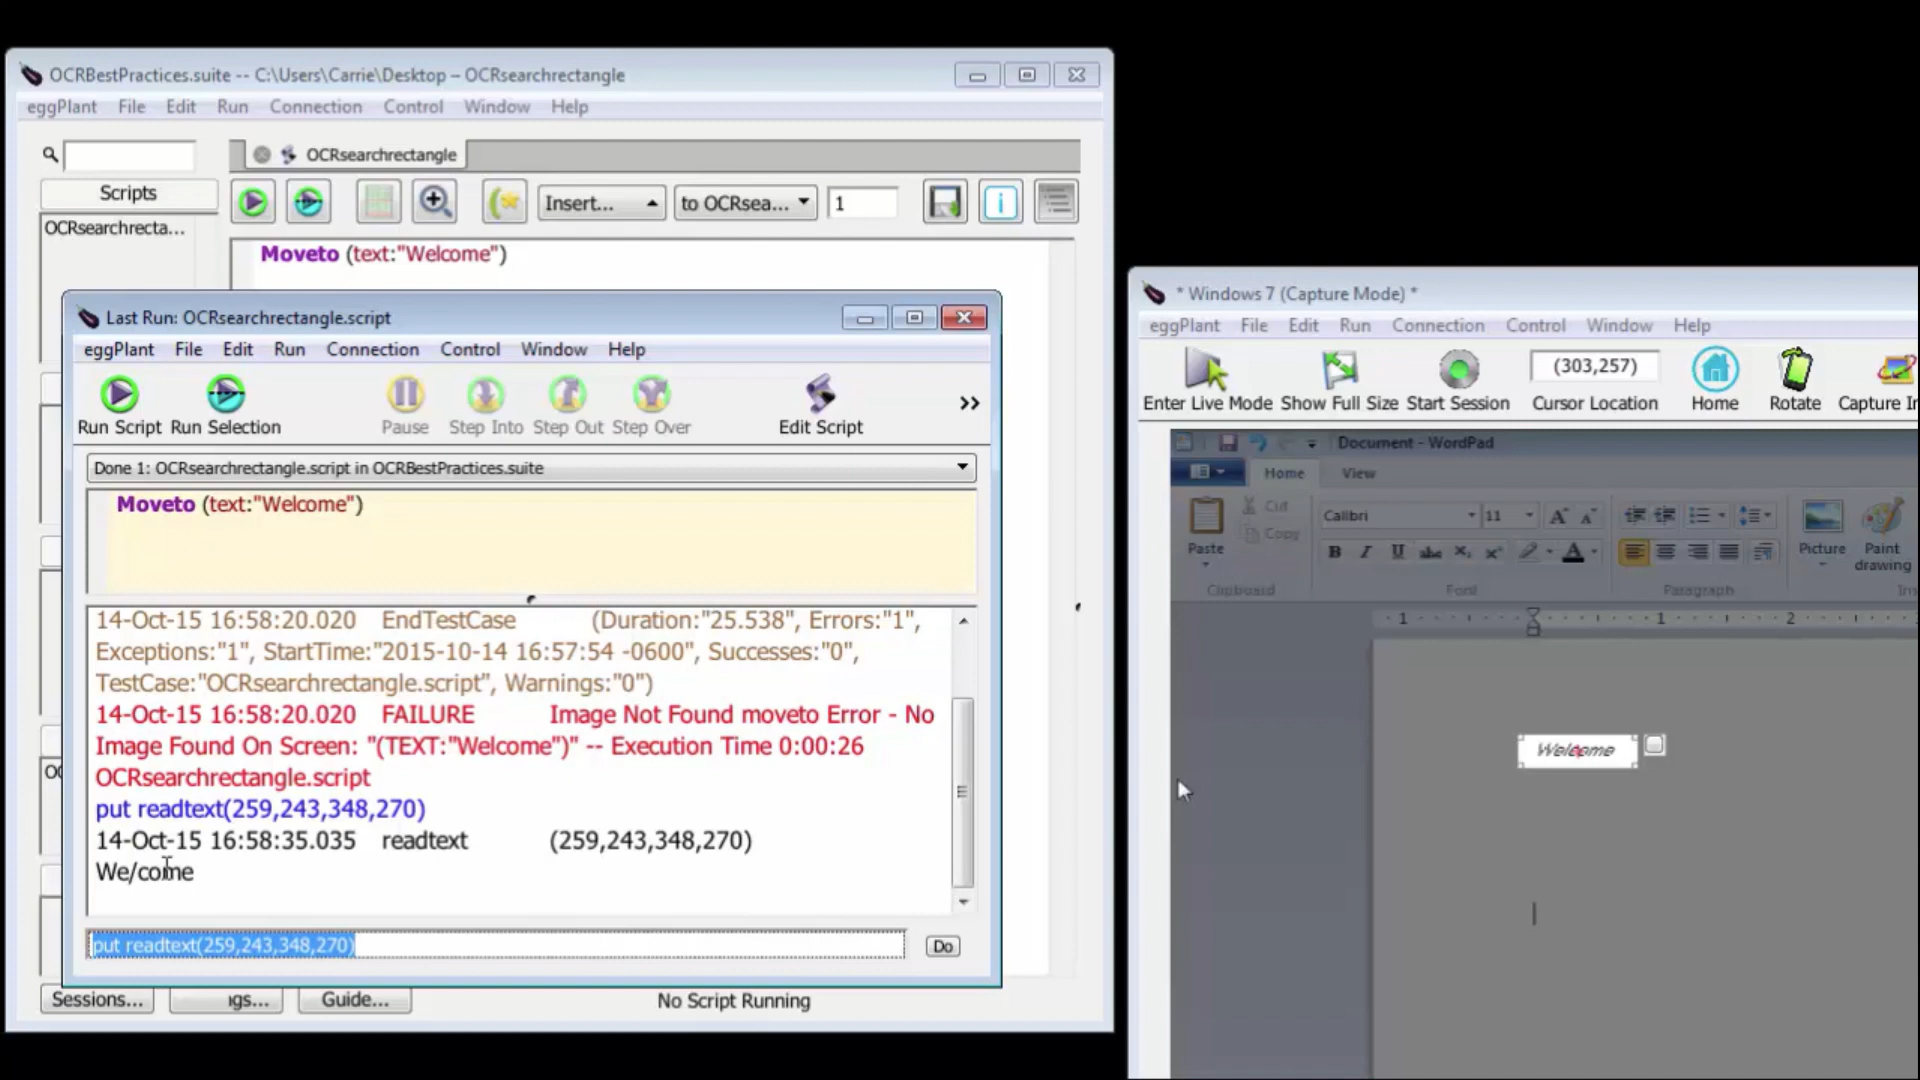 OCRBestPractices.suite -- C:\Users\Carrie\Desktop – OCRsearchrectangle
eggPlant File Edit Run Connection Control Window Help
OCRsearchrectangle
Scripts
Insert...
to OCRsea...
1
OCRsearchrecta...
Moveto (text:"Welcome")
Last Run: OCRsearchrectangle.script
eggPlant File Edit Run Connection Control Window Help
Run Script Run Selection Pause Step Into Step Out Step Over Edit Script
Done 1: OCRsearchrectangle.script in OCRBestPractices.suite
Moveto (text:"Welcome")
14-Oct-15 16:58:20.020 EndTestCase (Duration:"25.538", Errors:"1",
Exceptions:"1", StartTime:"2015-10-14 16:57:54 -0600", Successes:"0",
TestCase:"OCRsearchrectangle.script", Warnings:"0")
14-Oct-15 16:58:20.020 FAILURE Image Not Found moveto Error - No
Image Found On Screen: "(TEXT:"Welcome")" -- Execution Time 0:00:26
OCRsearchrectangle.script
put readtext(259,243,348,270)
14-Oct-15 16:58:35.035 readtext (259,243,348,270)
We/come
put readtext(259,243,348,270)
Do
Sessions...
Guide...
No Script Running
* Windows 7 (Capture Mode) *
eggPlant File Edit Run Connection Control Window Help
(303,257)
Enter Live Mode Show Full Size Start Session Cursor Location Home Rotate Capture
Document - WordPad
Home View
Cut
Copy
Paste
Calibri 11
Picture
Paint
drawing
Clipboard Font Paragraph
1 1 2
Welcome